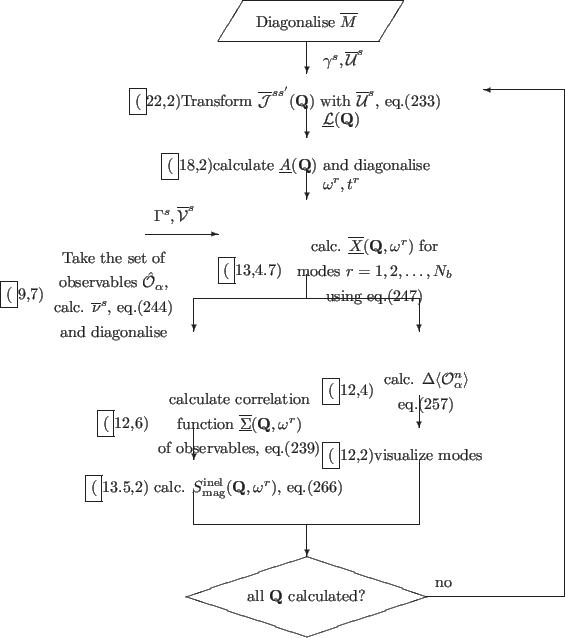 Diagonalise $\overline{M}$
$\gamma^s, \overline{\mathcal{U}}^s$
( 22,2)Transform $\overline{\mathcal{J}}^{ss'}(\mathbf{Q})$ with $\overline{\mathcal{U}}^s$, eq.(233)
$\underline{\mathcal{L}}(\mathbf{Q})$
( 18,2)calculate $\underline{A}(\mathbf{Q})$ and diagonalise
$\omega^r, t^r$
$\Gamma^s, \overline{\mathcal{V}}^s$
Take the set of
observables $\hat{\mathcal{O}}_\alpha$,
( 9,7) calc. $\overline{\nu}^s$, eq.(244)
and diagonalise
calc. $\overline{\underline{X}}(\mathbf{Q}, \omega^r)$ for
( 13,4.7) modes $r = 1, 2, \ldots, N_b$
using eq.(247)
calculate correlation
( 12,6) function $\overline{\underline{\Sigma}}(\mathbf{Q}, \omega^r)$
of observables, eq.(239)
( 12,4) calc. $\Delta\langle\mathcal{O}^n_\alpha\rangle$
eq.(257)
( 12,2)visualize modes
( 13.5,2) calc. $S^{\text{inel}}_{\text{mag}}(\mathbf{Q}, \omega^r)$, eq.(266)
all $\mathbf{Q}$ calculated?
no